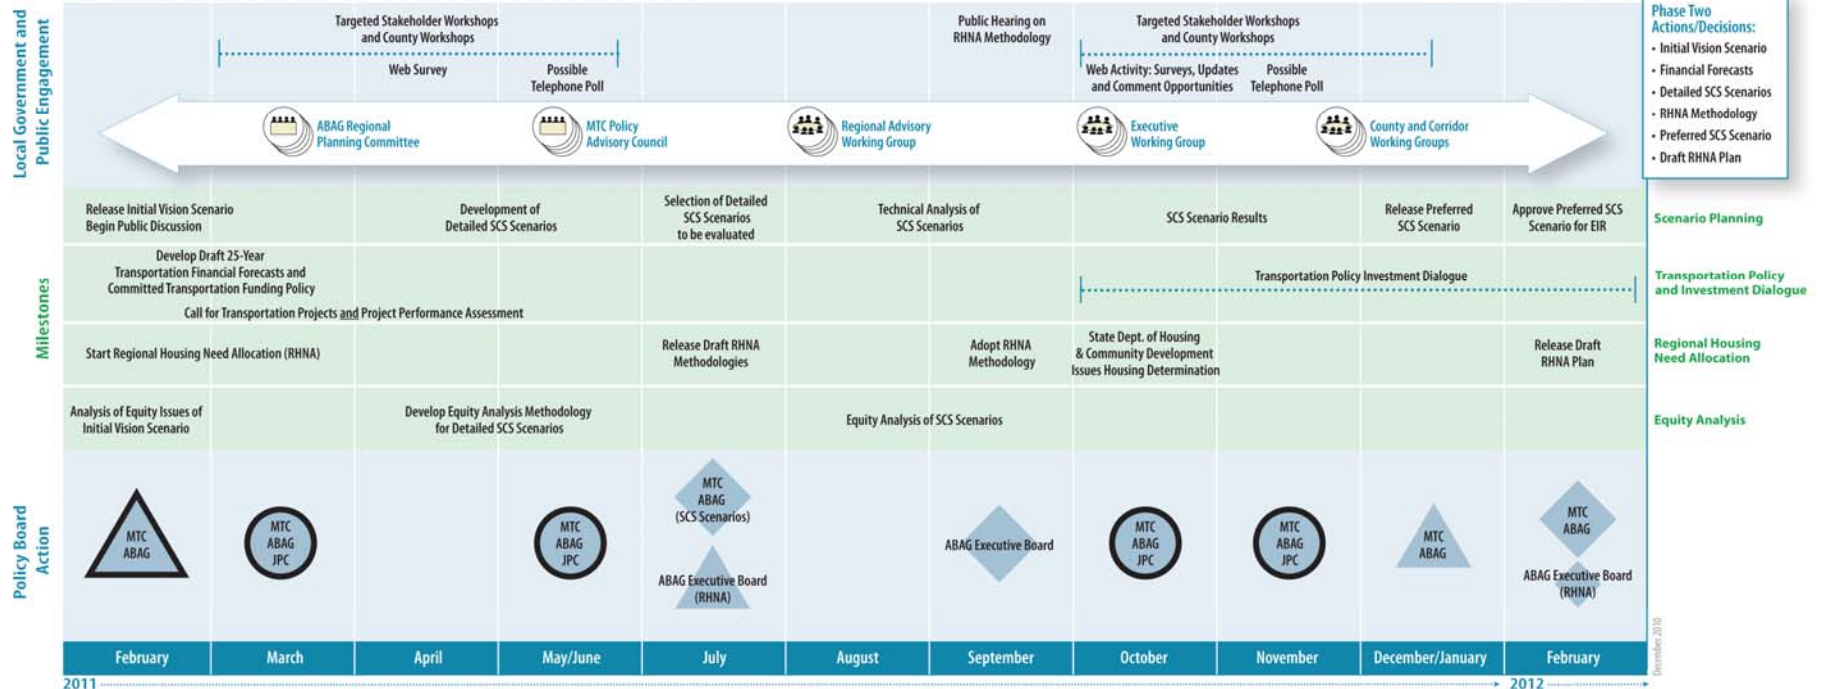 Local Government and
Public Engagement
Targeted Stakeholder Workshops
and County Workshops
Web Survey
Possible
Telephone Poll
Public Hearing on
RHNA Methodology
Targeted Stakeholder Workshops
and County Workshops
Web Activity: Surveys, Updates
and Comment Opportunities
Possible
Telephone Poll
Phase Two
Actions/Decisions:
• Initial Vision Scenario
• Financial Forecasts
• Detailed SCS Scenarios
• RHNA Methodology
• Preferred SCS Scenario
• Draft RHNA Plan
ABAG Regional
Planning Committee
MTC Policy
Advisory Council
Regional Advisory
Working Group
Executive
Working Group
County and Corridor
Working Groups
Milestones
Release Initial Vision Scenario
Begin Public Discussion
Development of
Detailed SCS Scenarios
Selection of Detailed
SCS Scenarios
to be evaluated
Technical Analysis of
SCS Scenarios
SCS Scenario Results
Release Preferred
SCS Scenario
Approve Preferred SCS
Scenario for EIR
Scenario Planning
Develop Draft 25-Year
Transportation Financial Forecasts and
Committed Transportation Funding Policy
Call for Transportation Projects and Project Performance Assessment
Transportation Policy Investment Dialogue
Transportation Policy
and Investment Dialogue
Start Regional Housing Need Allocation (RHNA)
Release Draft RHNA
Methodologies
Adopt RHNA
Methodology
State Dept. of Housing
& Community Development
Issues Housing Determination
Release Draft
RHNA Plan
Regional Housing
Need Allocation
Analysis of Equity Issues of
Initial Vision Scenario
Develop Equity Analysis Methodology
for Detailed SCS Scenarios
Equity Analysis of SCS Scenarios
Equity Analysis
Policy Board
Action
MTC
ABAG
MTC
ABAG
JPC
MTC
ABAG
JPC
MTC
ABAG
(SCS Scenarios)
ABAG Executive Board
(RHNA)
ABAG Executive Board
MTC
ABAG
JPC
MTC
ABAG
JPC
MTC
ABAG
MTC
ABAG
ABAG Executive Board
(RHNA)
December 2010
February
March
April
May/June
July
August
September
October
November
December/January
February
2011
2012